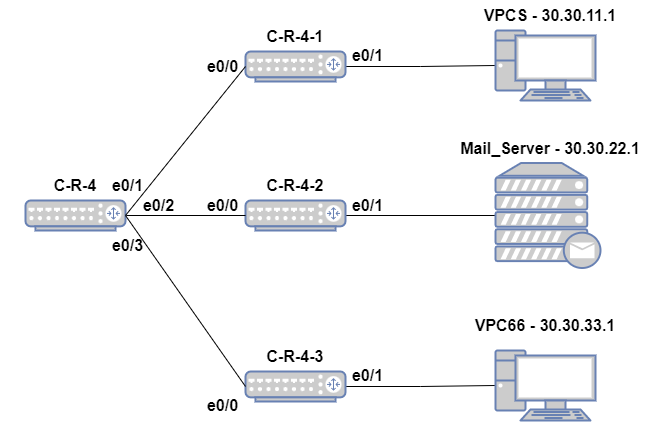 VPCS - 30.30.11.1
C-R-4-1
e0/0
e0/1
Mail_Server - 30.30.22.1
C-R-4
e0/1
e0/2
e0/3
C-R-4-2
e0/0
e0/1
VPC66 - 30.30.33.1
C-R-4-3
e0/1
e0/0